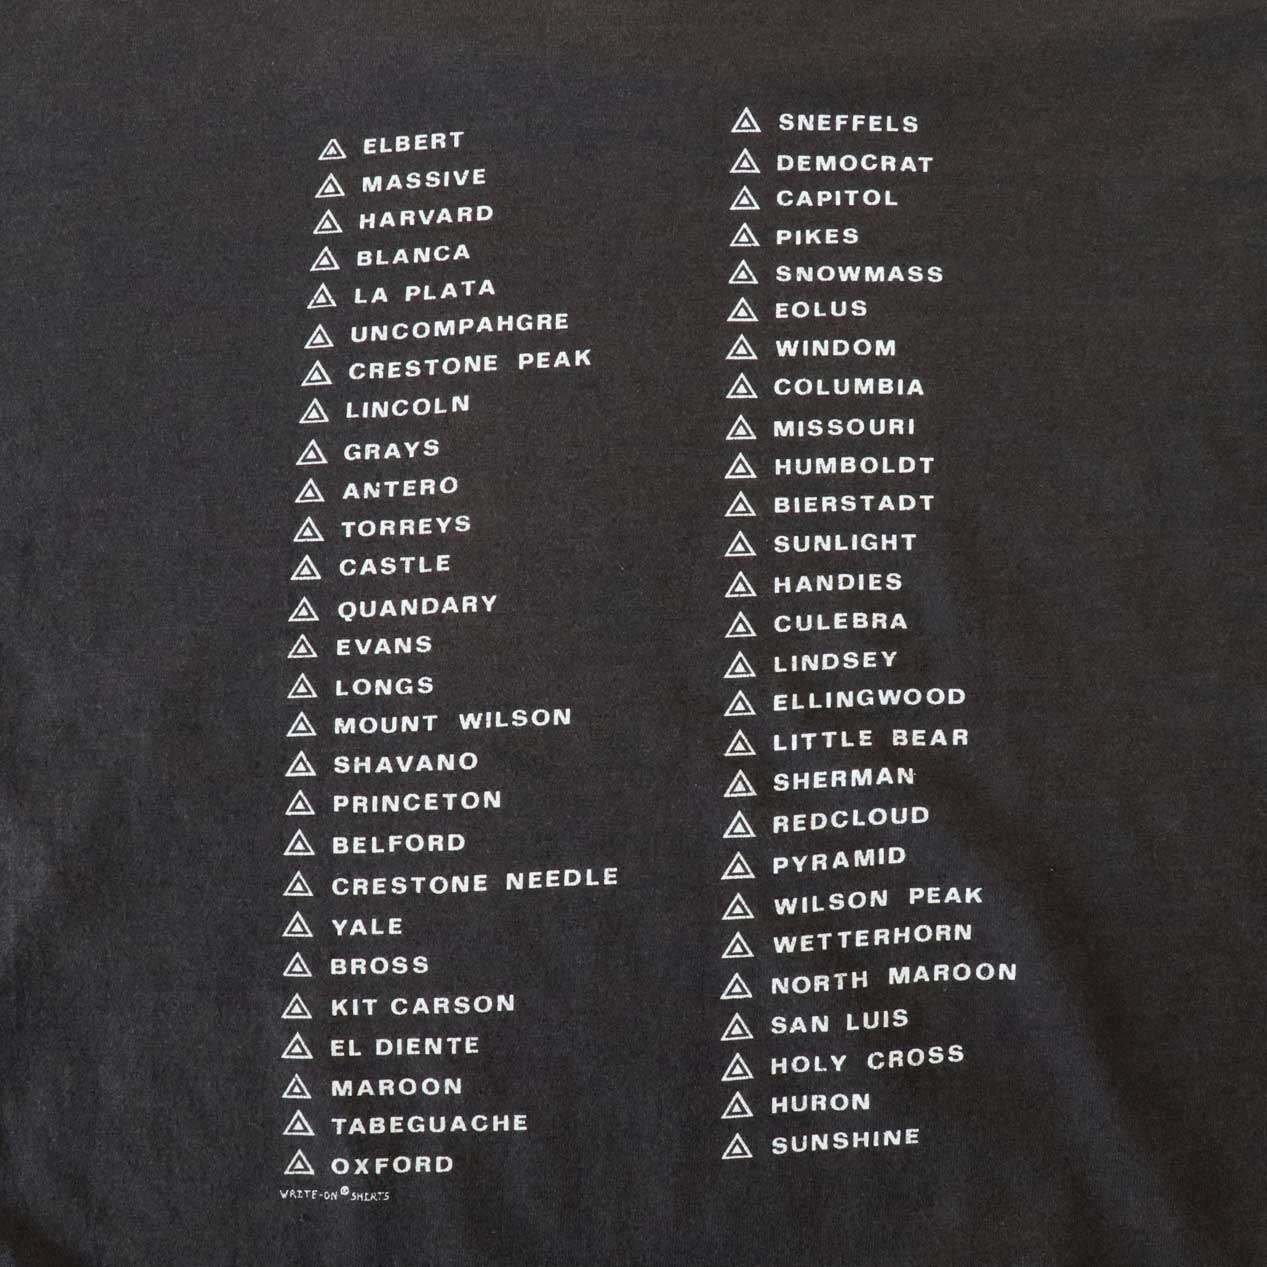 ELBERT
MASSIVE
HARVARD
BLANCA
LA PLATA
UNCOMPAHGRE
CRESTONE PEAK
LINCOLN
GRAYS
ANTERO
TORREYS
CASTLE
QUANDARY
EVANS
LONGS
MOUNT WILSON
SHAVANO
PRINCETON
BELFORD
CRESTONE NEEDLE
YALE
BROSS
KIT CARSON
EL DIENTE
MAROON
TABEGUACHE
OXFORD
WRITE-ON® SHIRTS
SNEFFELS
DEMOCRAT
CAPITOL
PIKES
SNOWMASS
EOLUS
WINDOM
COLUMBIA
MISSOURI
HUMBOLDT
BIERSTADT
SUNLIGHT
HANDIES
CULEBRA
LINDSEY
ELLINGWOOD
LITTLE BEAR
SHERMAN
REDCLOUD
PYRAMID
WILSON PEAK
WETTERHORN
NORTH MAROON
SAN LUIS
HOLY CROSS
HURON
SUNSHINE